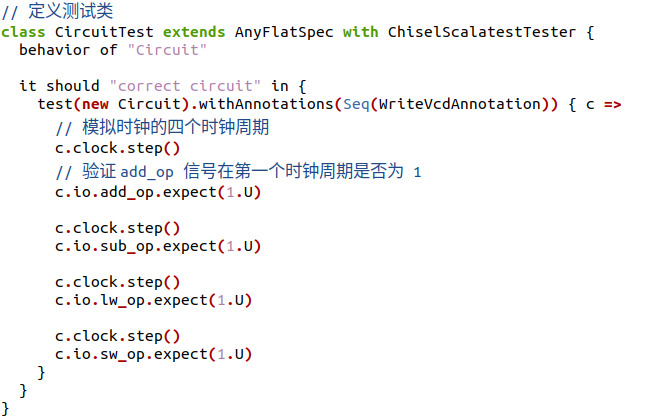 // 定义测试类
class CircuitTest extends AnyFlatSpec with ChiselScalatestTester {
  behavior of "Circuit"

  it should "correct circuit" in {
    test(new Circuit).withAnnotations(Seq(WriteVcdAnnotation)) { c =>
      // 模拟时钟的四个时钟周期
      c.clock.step()
      // 验证 add_op 信号在第一个时钟周期是否为 1
      c.io.add_op.expect(1.U)

      c.clock.step()
      c.io.sub_op.expect(1.U)

      c.clock.step()
      c.io.lw_op.expect(1.U)

      c.clock.step()
      c.io.sw_op.expect(1.U)
    }
  }
}